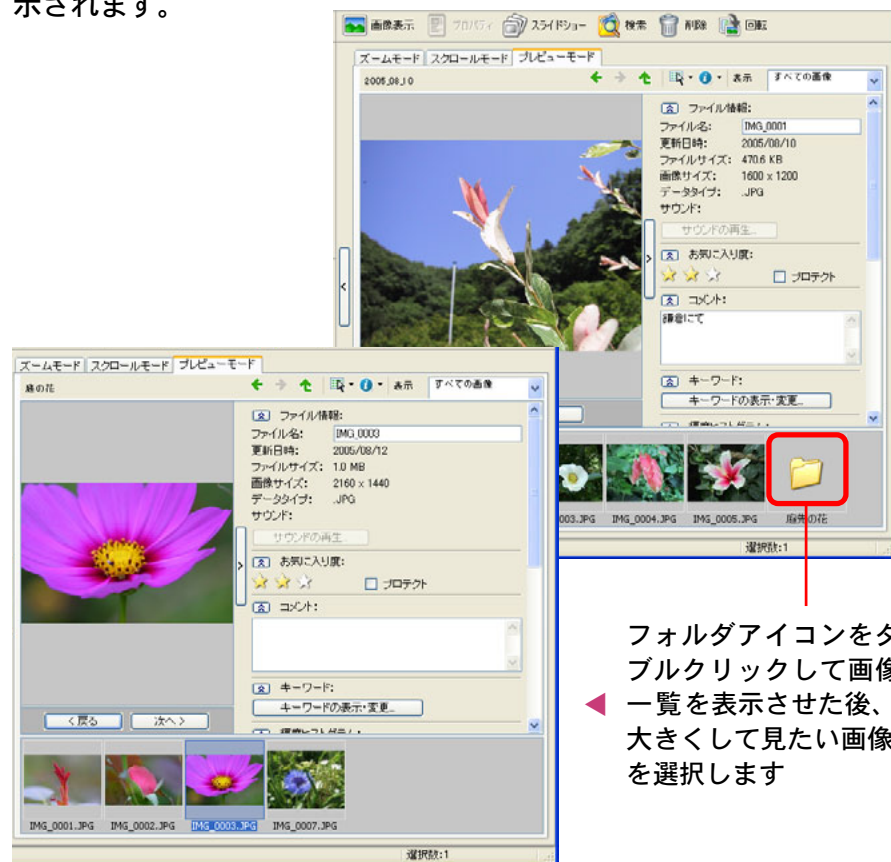 示されます。
画像表示 プロパティ スライドショー 検索 削除 回転
ズームモード スクロールモード プレビューモード
2005_08_10 表示 すべての画像
ファイル情報:
ファイル名: IMG_0001
更新日時: 2005/08/10
ファイルサイズ: 470.6 KB
画像サイズ: 1600 x 1200
データタイプ: .JPG
サウンド:
サウンドの再生...
お気に入り度:
プロテクト
コメント:
鎌倉にて
キーワード:
キーワードの表示・変更...
003.JPG IMG_0004.JPG IMG_0005.JPG 庭先の花
選択数:1
ズームモード スクロールモード プレビューモード
庭の花 表示 すべての画像
ファイル情報:
ファイル名: IMG_0003
更新日時: 2005/08/12
ファイルサイズ: 1.0 MB
画像サイズ: 2160 x 1440
データタイプ: .JPG
サウンド:
サウンドの再生...
お気に入り度:
プロテクト
コメント:
キーワード:
キーワードの表示・変更...
<戻る 次へ>
IMG_0001.JPG IMG_0002.JPG IMG_0003.JPG IMG_0007.JPG
選択数:1
フォルダアイコンをダ
ブルクリックして画像
一覧を表示させた後、
大きくして見たい画像
を選択します